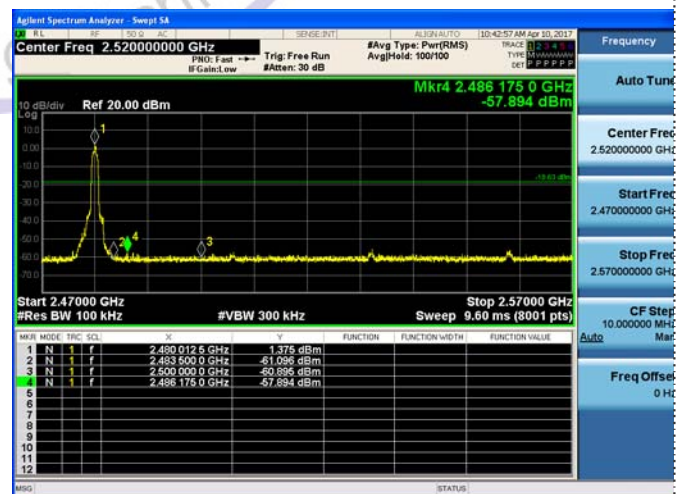 Agilent Spectrum Analyzer - Swept SA
RL RF 50 Ω AC SENSE:INT ALIGN AUTO 10:42:57 AM Apr 10, 2017
Center Freq 2.520000000 GHz
PNO: Fast
IFGain:Low
Trig: Free Run
#Atten: 30 dB
#Avg Type: Pwr(RMS)
Avg|Hold: 100/100
TRACE 1 2 3 4 5 6
TYPE M
DET P P P P P P
Mkr4 2.486 175 0 GHz
-57.894 dBm
10 dB/div Ref 20.00 dBm
Log
10.0
0.00
-10.0
-20.0
-30.0
-40.0
-50.0
-60.0
-70.0
1
2
4
3
Start 2.47000 GHz Stop 2.57000 GHz
#Res BW 100 kHz #VBW 300 kHz Sweep 9.60 ms (8001 pts)
MKR MODE TRC SCL X Y FUNCTION FUNCTION WIDTH FUNCTION VALUE
1 N 1 f 2.480 012 5 GHz 1.375 dBm
2 N 1 f 2.483 500 0 GHz -61.096 dBm
3 N 1 f 2.500 000 0 GHz -60.895 dBm
4 N 1 f 2.486 175 0 GHz -57.894 dBm
5
6
7
8
9
10
11
12
MSG STATUS
Frequency
Auto Tune
Center Freq
2.520000000 GHz
Start Freq
2.470000000 GHz
Stop Freq
2.570000000 GHz
CF Step
10.000000 MHz
Auto Man
Freq Offset
0 Hz